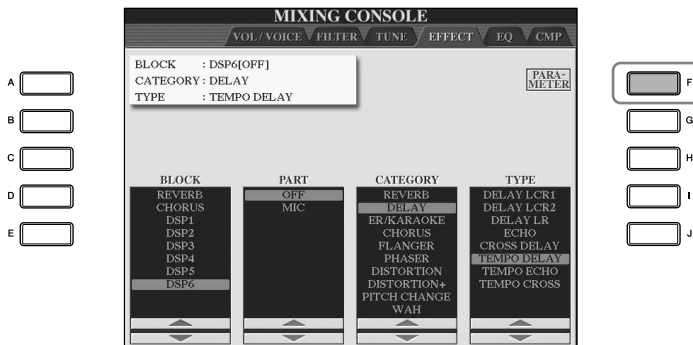 MIXING CONSOLE
VOL / VOICE FILTER TUNE EFFECT EQ CMP
BLOCK : DSP6[OFF]
CATEGORY : DELAY
TYPE : TEMPO DELAY
PARA-
METER
A
B
C
D
E
F
G
H
I
J
BLOCK
REVERB
CHORUS
DSP1
DSP2
DSP3
DSP4
DSP5
DSP6
PART
OFF
MIC
CATEGORY
REVERB
DELAY
ER/KARAOKE
CHORUS
FLANGER
PHASER
DISTORTION
DISTORTION+
PITCH CHANGE
WAH
TYPE
DELAY LCR1
DELAY LCR2
DELAY LR
ECHO
CROSS DELAY
TEMPO DELAY
TEMPO ECHO
TEMPO CROSS